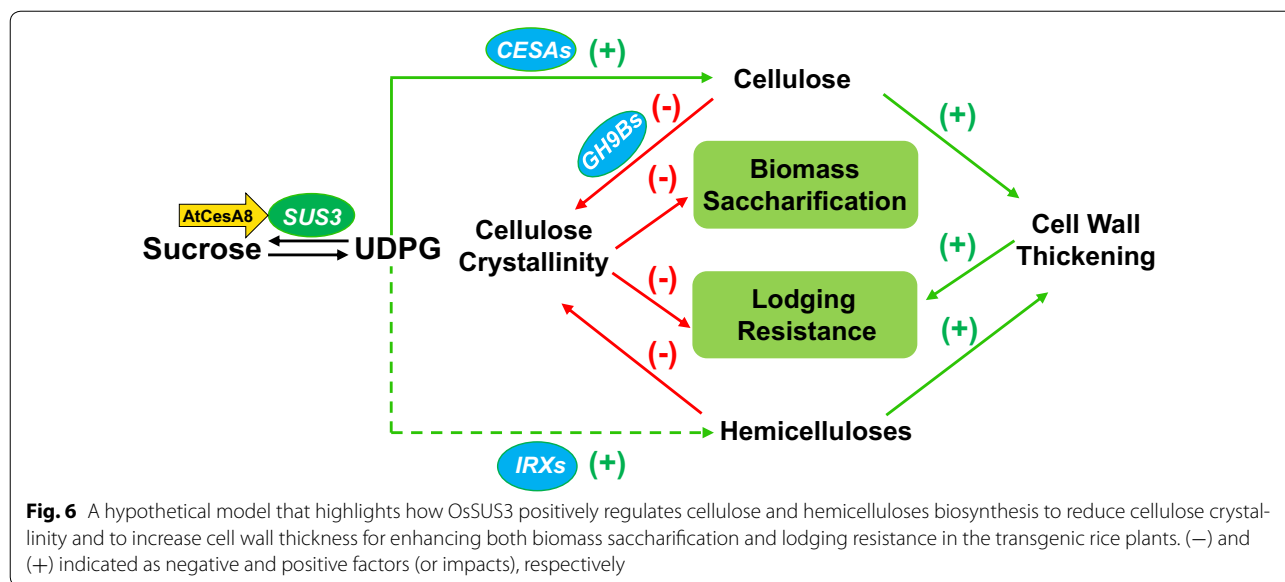 CESAs (+)
Cellulose
GH9Bs (-)
(+)
(-)
Biomass
Saccharification
AtCesA8 SUS3
Sucrose UDPG
Cellulose
Crystallinity
Cell Wall
Thickening
(-)
(+)
Lodging
Resistance
(-)
(+)
Hemicelluloses
IRXs (+)
Fig. 6 A hypothetical model that highlights how OsSUS3 positively regulates cellulose and hemicelluloses biosynthesis to reduce cellulose crystal-
linity and to increase cell wall thickness for enhancing both biomass saccharification and lodging resistance in the transgenic rice plants. (−) and
(+) indicated as negative and positive factors (or impacts), respectively